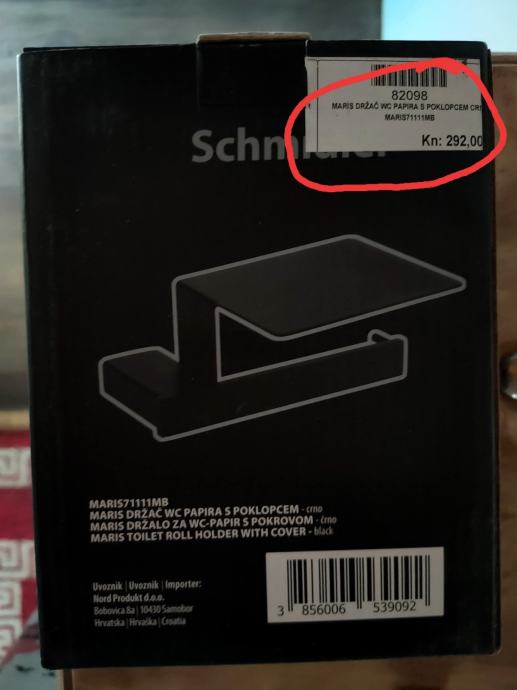 82098
MARIS DRŽAČ WC PAPIRA S POKLOPCEM
MARIS71111MB
Kn: 292,00
MARIS71111MB
MARIS DRŽAČ WC PAPIRA S POKLOPCEM - crno
MARIS DRŽALO ZA WC-PAPIR S POKROVOM - črno
MARIS TOILET ROLL HOLDER WITH COVER - black
Uvoznik | Uvoznik | Importer:
Nord Produkt d.o.o.
Bobovica 8a | 10430 Samobor
Hrvatska | Hrvaška | Croatia
3 856006 539092